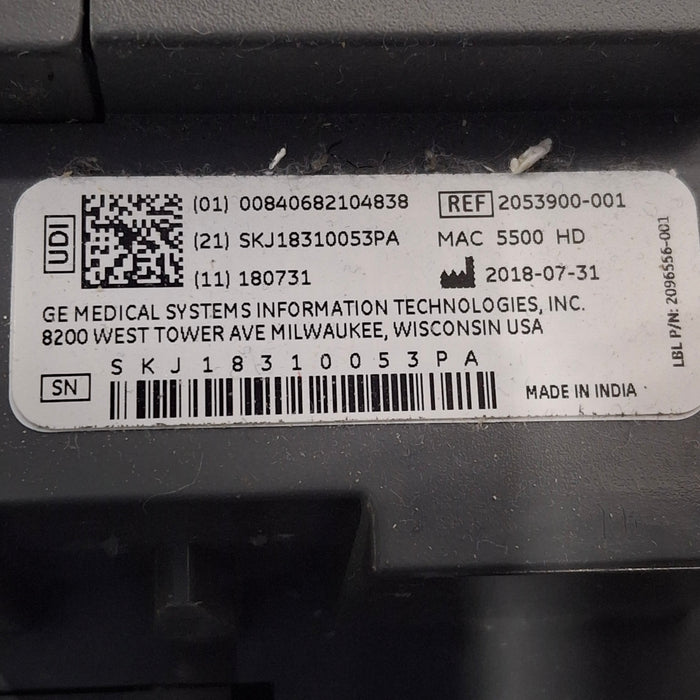 UDI
(01) 00840682104838
(21) SKJ18310053PA
(11) 180731
REF 2053900-001
MAC 5500 HD
2018-07-31
GE MEDICAL SYSTEMS INFORMATION TECHNOLOGIES, INC.
8200 WEST TOWER AVE MILWAUKEE, WISCONSIN USA
SKJ18310053PA
SN
MADE IN INDIA
LBL P/N: 2096556-001